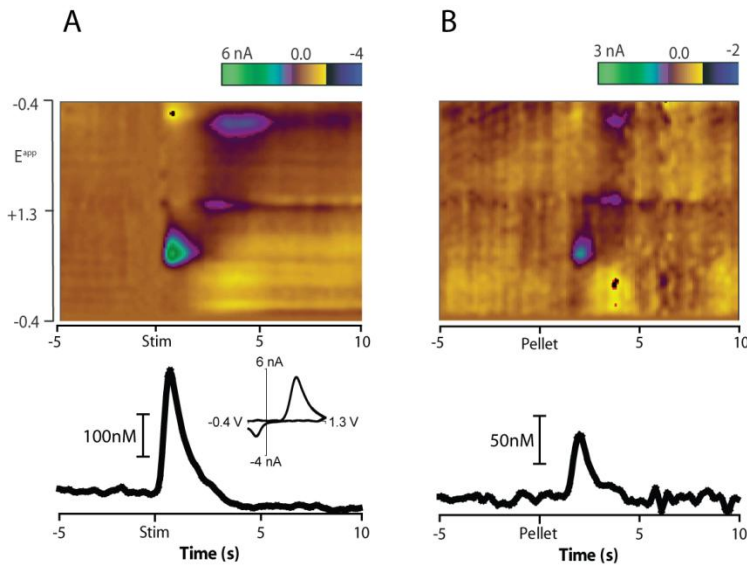 A
B
6 nA 0.0 -4
3 nA 0.0 -2
-0.4
E^app
+1.3
-0.4
-5 Stim 5 10
-5 Pellet 5 10
100nM
6 nA
-0.4 V 1.3 V
-4 nA
50nM
-5 Stim 5 10
Time (s)
-5 Pellet 5 10
Time (s)